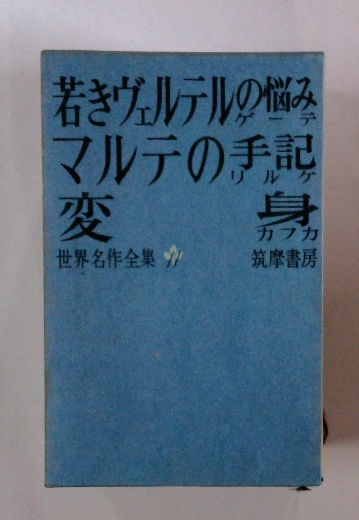 若きヴェルテルの悩み
ゲーテ
マルテの手記
リルケ
変身
カフカ
世界名作全集 11 筑摩書房